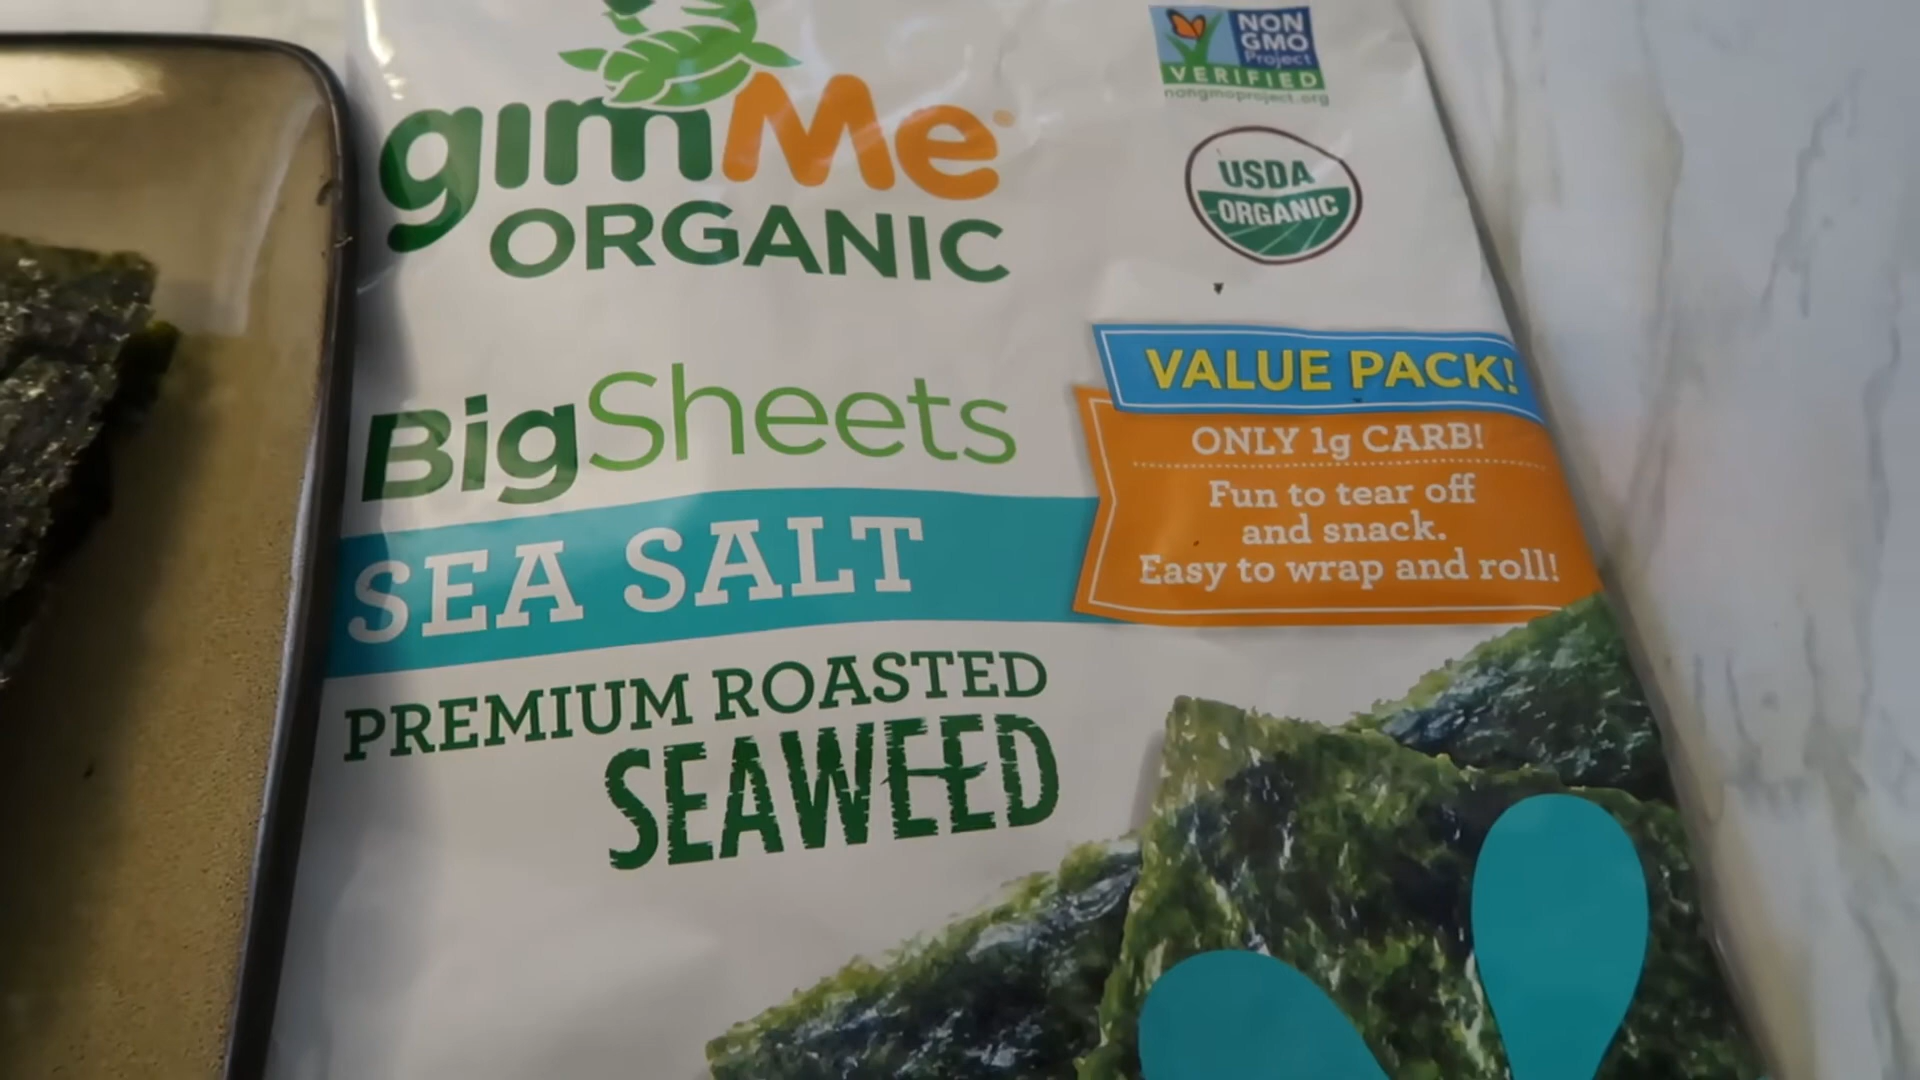 gimMe
ORGANIC
NON
GMO
Project
VERIFIED
nongmoproject.org
USDA
ORGANIC
BigSheets
SEA SALT
PREMIUM ROASTED
SEAWEED
VALUE PACK!
ONLY 1g CARB!
Fun to tear off
and snack.
Easy to wrap and roll!